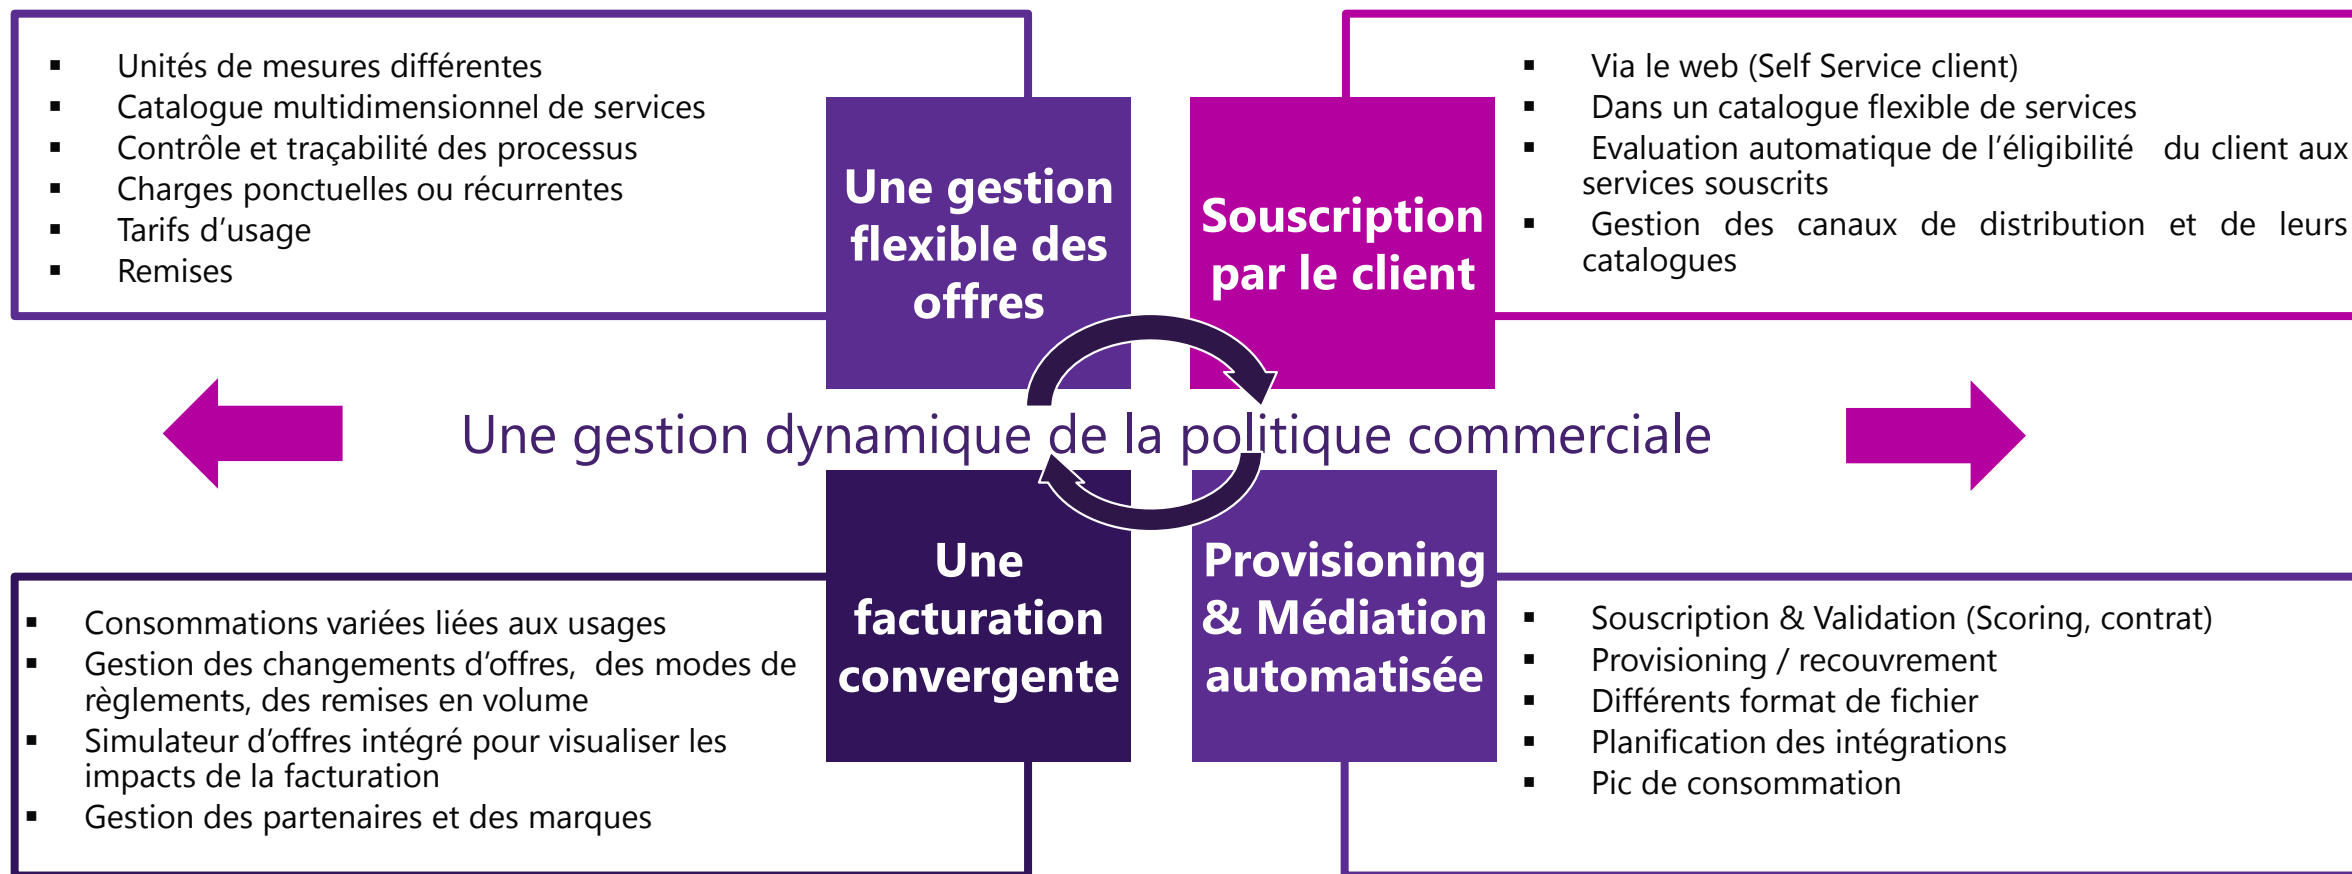 Unités de mesures différentes
Catalogue multidimensionnel de services
Contrôle et traçabilité des processus
Charges ponctuelles ou récurrentes
Tarifs d’usage
Remises
Une gestion
flexible des
offres
Souscription
par le client
Via le web (Self Service client)
Dans un catalogue flexible de services
Evaluation automatique de l’éligibilité du client aux
services souscrits
Gestion des canaux de distribution et de leurs
catalogues
Une gestion dynamique de la politique commerciale
Consommations variées liées aux usages
Gestion des changements d’offres, des modes de
règlements, des remises en volume
Simulateur d’offres intégré pour visualiser les
impacts de la facturation
Gestion des partenaires et des marques
Une
facturation
convergente
Provisioning
& Médiation
automatisée
Souscription & Validation (Scoring, contrat)
Provisioning / recouvrement
Différents format de fichier
Planification des intégrations
Pic de consommation